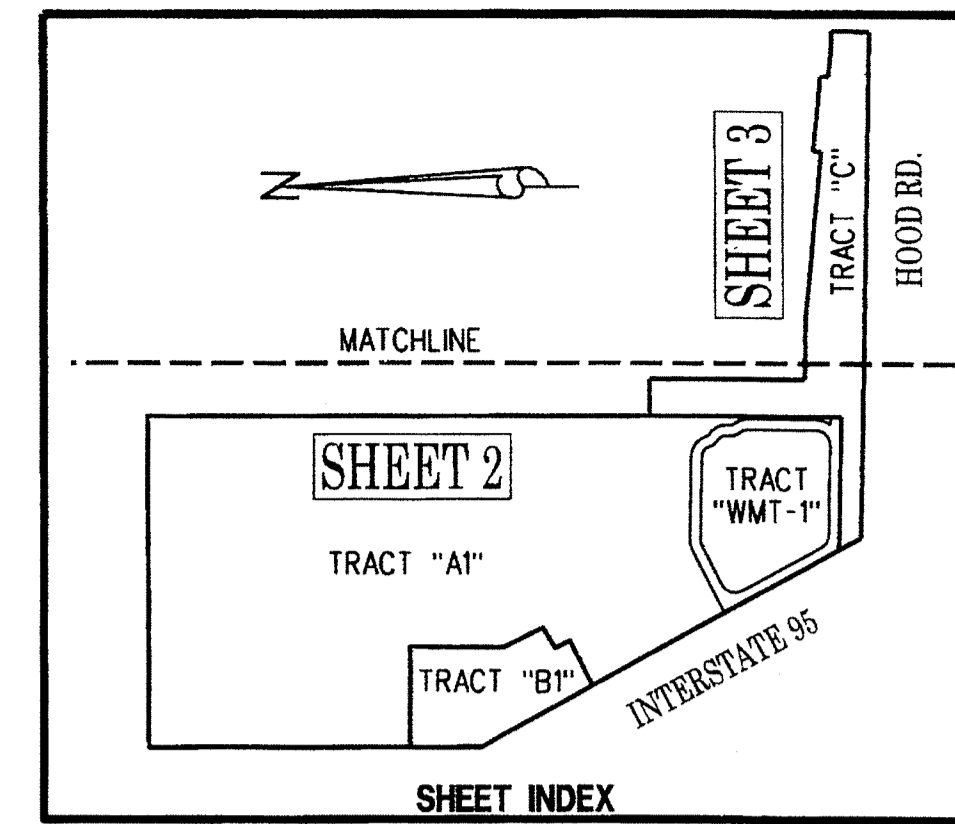 N
SHEET 3
TRACT "C"
HOOD RD.
MATCHLINE
SHEET 2
TRACT
"WMT-1"
TRACT "A1"
TRACT "B1"
INTERSTATE 95
SHEET INDEX